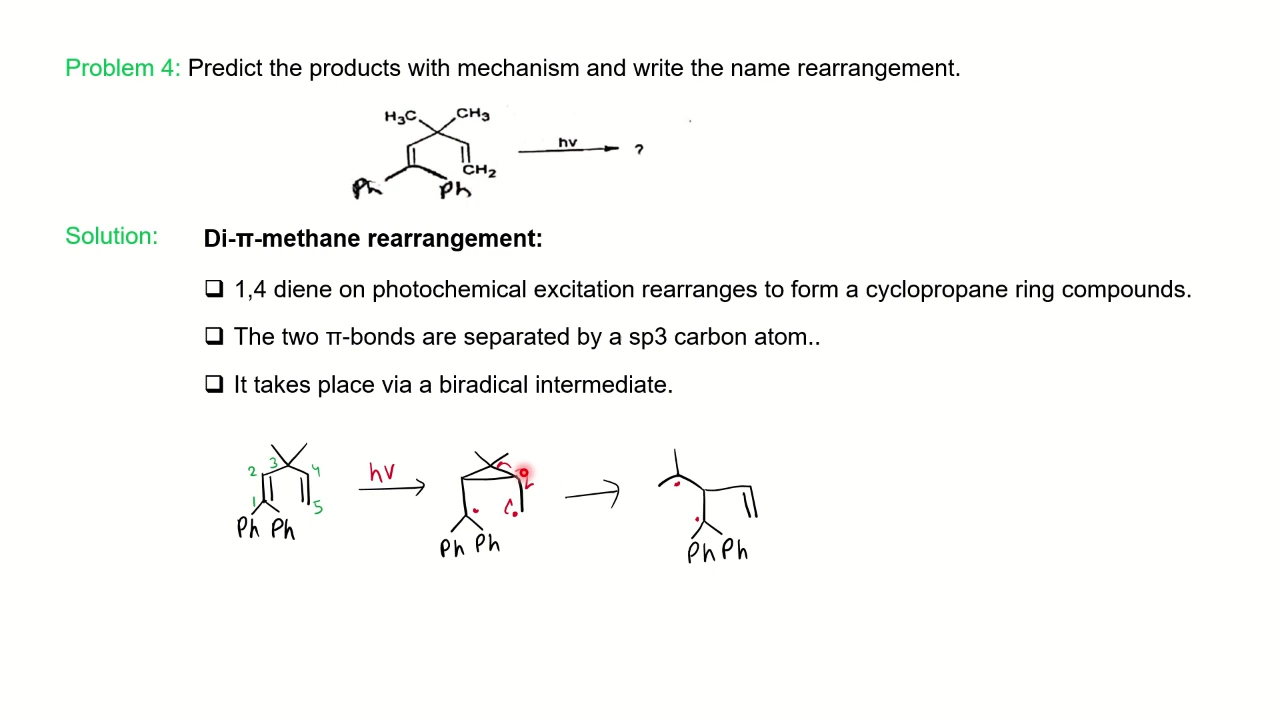 Problem 4: Predict the products with mechanism and write the name rearrangement.
H₃C CH₃
hv
?
CH₂
Ph Ph
Solution: Di-π-methane rearrangement:
❑ 1,4 diene on photochemical excitation rearranges to form a cyclopropane ring compounds.
❑ The two π-bonds are separated by a sp3 carbon atom..
❑ It takes place via a biradical intermediate.
2 3 4
hv
1 5
Ph Ph
Ph Ph
Ph Ph